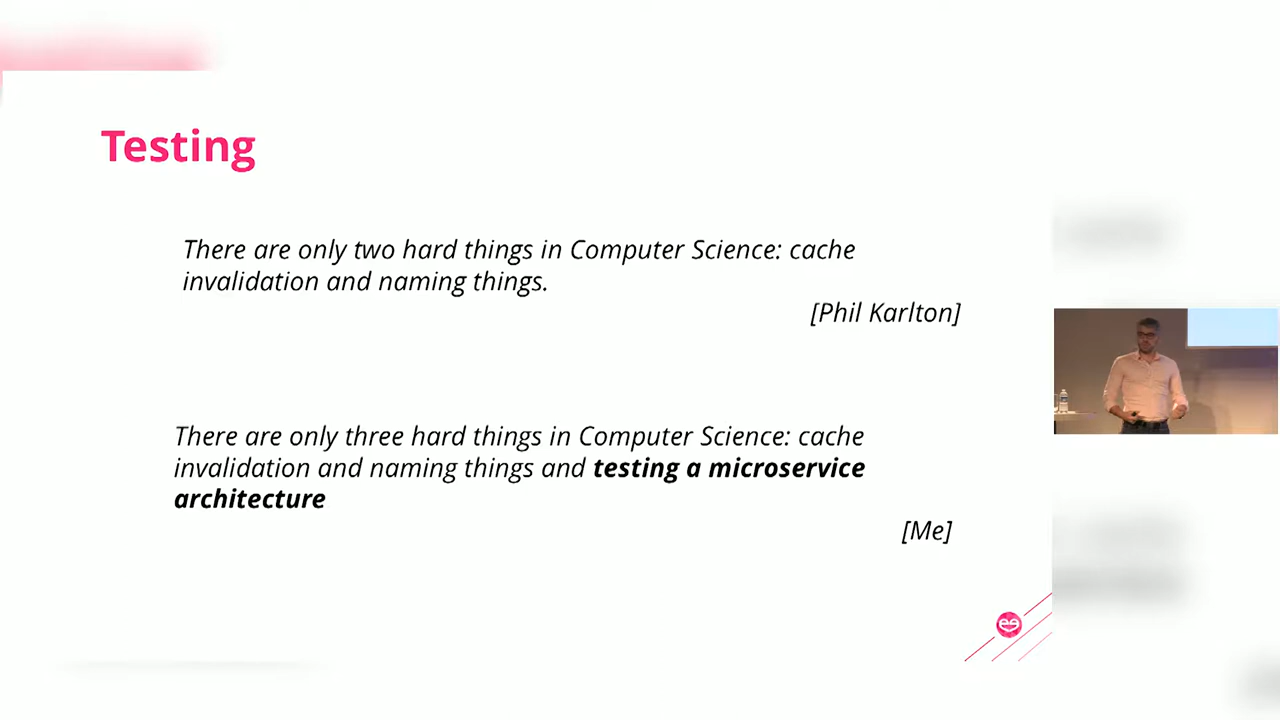 Testing
There are only two hard things in Computer Science: cache
invalidation and naming things.
[Phil Karlton]
There are only three hard things in Computer Science: cache
invalidation and naming things and testing a microservice
architecture
[Me]